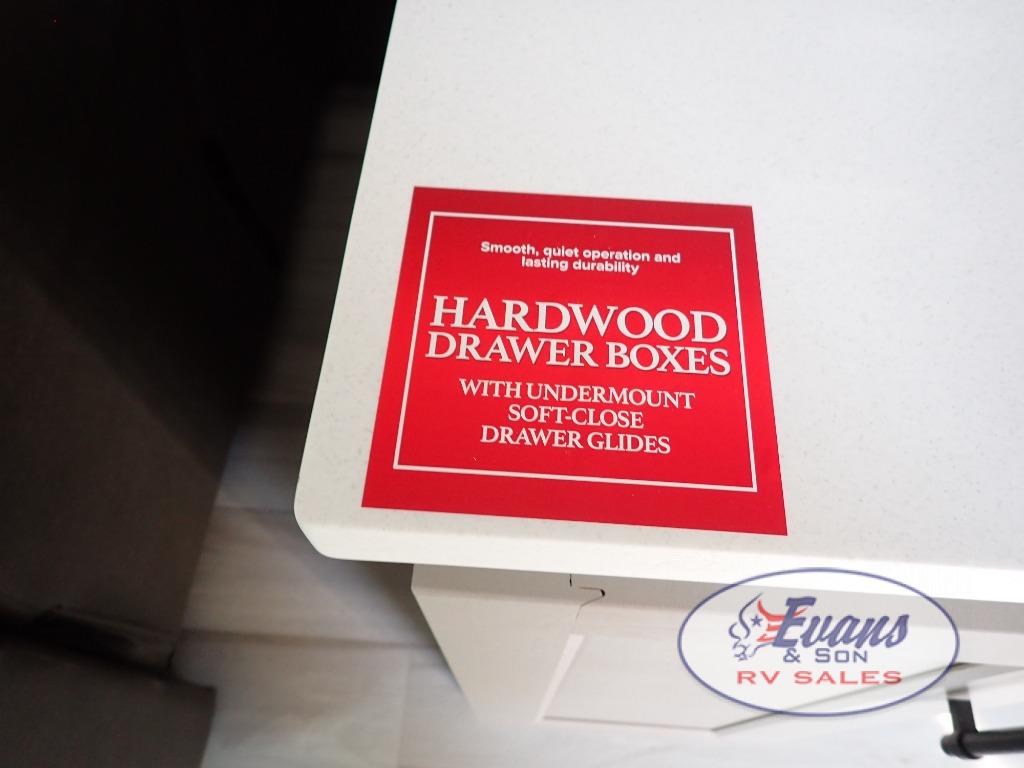 Smooth, quiet operation and
lasting durability
HARDWOOD
DRAWER BOXES
WITH UNDERMOUNT
SOFT-CLOSE
DRAWER GLIDES
Evans
& SON
RV SALES